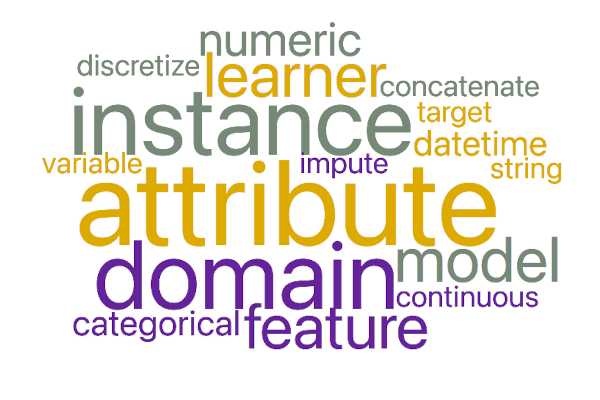 numeric
discretize
learner
concatenate
instance
target
datetime
variable
impute
string
attribute
domain
model
continuous
categorical
feature